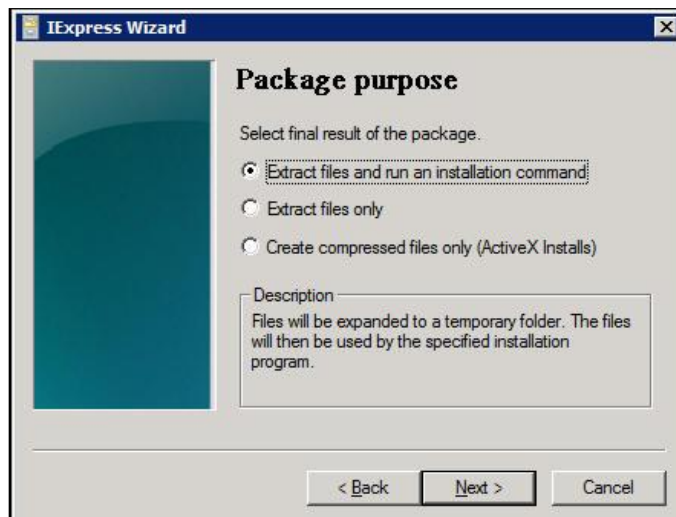 IExpress Wizard
Package purpose
Select final result of the package.
Extract files and run an installation command
Extract files only
Create compressed files only (ActiveX Installs)
Description
Files will be expanded to a temporary folder. The files
will then be used by the specified installation
program.
< Back Next > Cancel